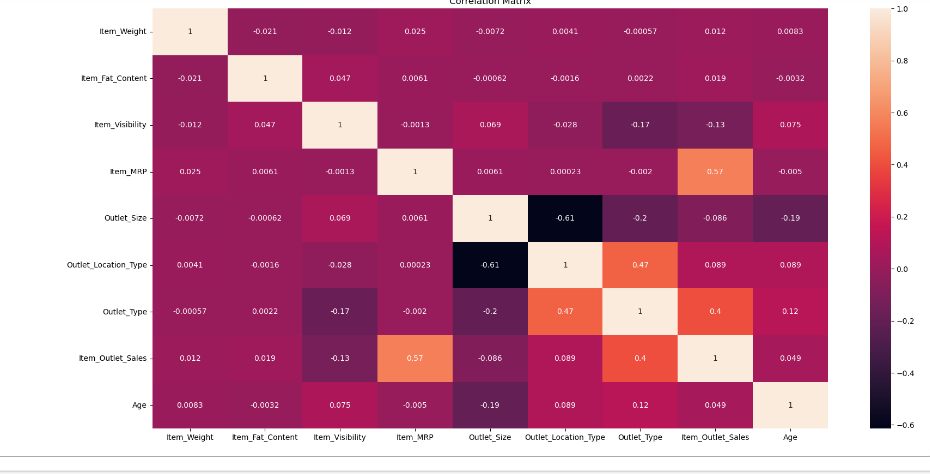 Correlation Matrix
Item_Weight 1 -0.021 -0.012 0.025 -0.0072 0.0041 -0.00057 0.012 0.0083
Item_Fat_Content -0.021 1 0.047 0.0061 -0.00062 -0.0016 0.0022 0.019 -0.0032
Item_Visibility -0.012 0.047 1 -0.0013 0.069 -0.028 -0.17 -0.13 0.075
Item_MRP 0.025 0.0061 -0.0013 1 0.0061 0.00023 -0.002 0.57 -0.005
Outlet_Size -0.0072 -0.00062 0.069 0.0061 1 -0.61 -0.2 -0.086 -0.19
Outlet_Location_Type 0.0041 -0.0016 -0.028 0.00023 -0.61 1 0.47 0.089 0.089
Outlet_Type -0.00057 0.0022 -0.17 -0.002 -0.2 0.47 1 0.4 0.12
Item_Outlet_Sales 0.012 0.019 -0.13 0.57 -0.086 0.089 0.4 1 0.049
Age 0.0083 -0.0032 0.075 -0.005 -0.19 0.089 0.12 0.049 1
Item_Weight Item_Fat_Content Item_Visibility Item_MRP Outlet_Size Outlet_Location_Type Outlet_Type Item_Outlet_Sales Age
1.0
0.8
0.6
0.4
0.2
0.0
−0.2
−0.4
−0.6